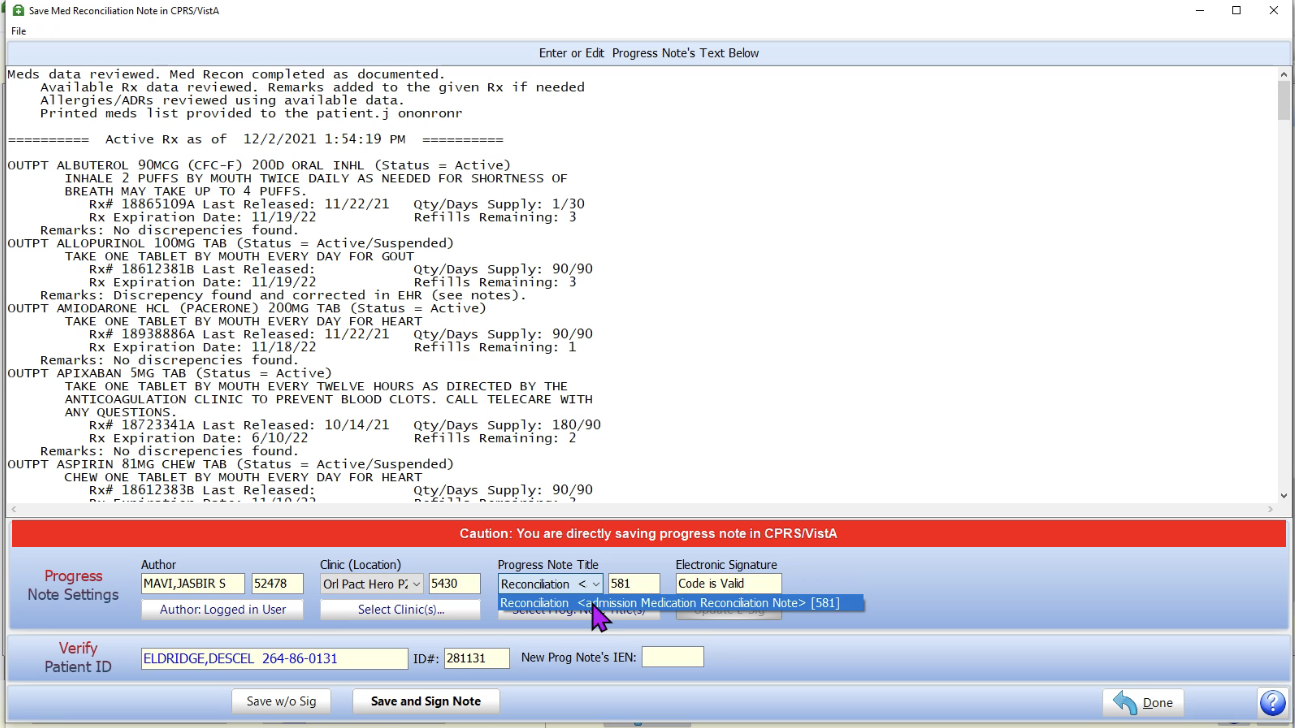 Save Med Reconciliation Note in CPRS/VistA
File
Enter or Edit Progress Note's Text Below
Meds data reviewed. Med Recon completed as documented.
Available Rx data reviewed. Remarks added to the given Rx if needed
Allergies/ADRs reviewed using available data.
Printed meds list provided to the patient.j ononronr
========== Active Rx as of 12/2/2021 1:54:19 PM ==========
OUTPT ALBUTEROL 90MCG (CFC-F) 200D ORAL INHL (Status = Active)
INHALE 2 PUFFS BY MOUTH TWICE DAILY AS NEEDED FOR SHORTNESS OF
BREATH MAY TAKE UP TO 4 PUFFS.
Rx# 18865109A Last Released: 11/22/21 Qty/Days Supply: 1/30
Rx Expiration Date: 11/19/22 Refills Remaining: 3
Remarks: No discrepencies found.
OUTPT ALLOPURINOL 100MG TAB (Status = Active/Suspended)
TAKE ONE TABLET BY MOUTH EVERY DAY FOR GOUT
Rx# 18612381B Last Released: Qty/Days Supply: 90/90
Rx Expiration Date: 11/19/22 Refills Remaining: 3
Remarks: Discrepency found and corrected in EHR (see notes).
OUTPT AMIODARONE HCL (PACERONE) 200MG TAB (Status = Active)
TAKE ONE TABLET BY MOUTH EVERY DAY FOR HEART
Rx# 18938886A Last Released: 11/22/21 Qty/Days Supply: 90/90
Rx Expiration Date: 11/18/22 Refills Remaining: 1
Remarks: No discrepencies found.
OUTPT APIXABAN 5MG TAB (Status = Active)
TAKE ONE TABLET BY MOUTH EVERY TWELVE HOURS AS DIRECTED BY THE
ANTICOAGULATION CLINIC TO PREVENT BLOOD CLOTS. CALL TELECARE WITH
ANY QUESTIONS.
Rx# 18723341A Last Released: 10/14/21 Qty/Days Supply: 180/90
Rx Expiration Date: 6/10/22 Refills Remaining: 2
Remarks: No discrepencies found.
OUTPT ASPIRIN 81MG CHEW TAB (Status = Active/Suspended)
CHEW ONE TABLET BY MOUTH EVERY DAY FOR HEART
Rx# 18612383B Last Released: Qty/Days Supply: 90/90
Caution: You are directly saving progress note in CPRS/VistA
Progress
Note Settings
Author
MAVI,JASBIR S 52478
Author: Logged in User
Clinic (Location)
Orl Pact Hero 5430
Select Clinic(s)...
Progress Note Title
Reconciliation < 581
Reconciliation <admission Medication Reconciliation Note> [581]
Electronic Signature
Code is Valid
Verify
Patient ID
ELDRIDGE,DESCEL 264-86-0131 ID#: 281131 New Prog Note's IEN:
Save w/o Sig
Save and Sign Note
Done
?